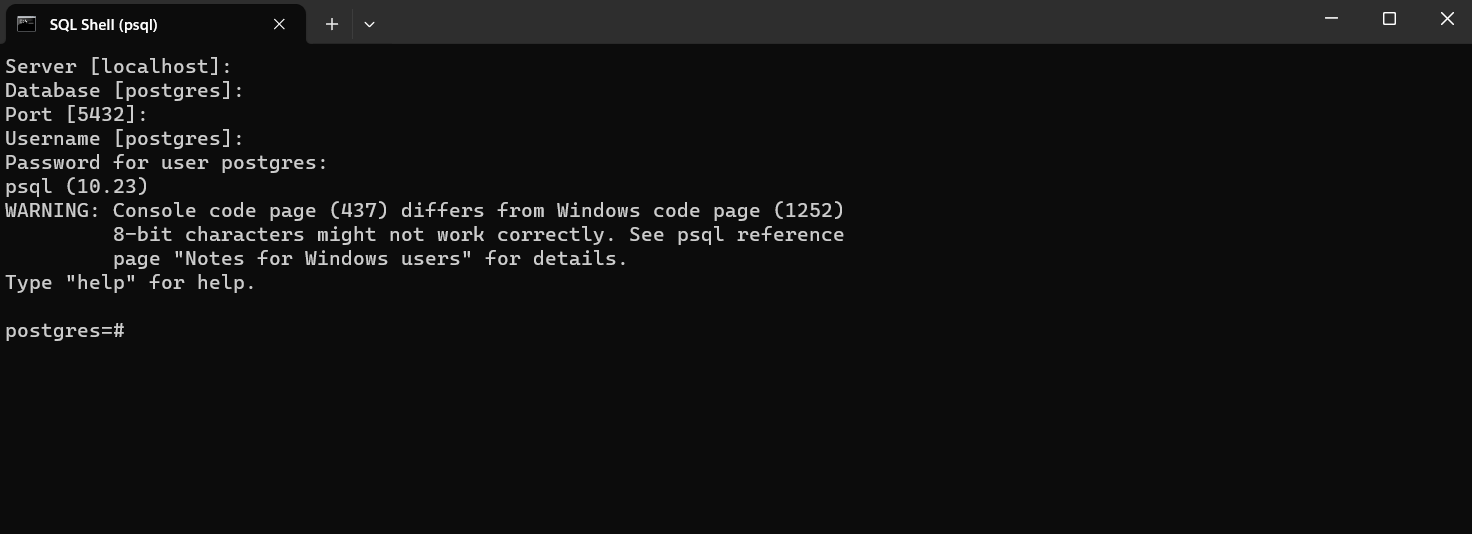 SQL Shell (psql)
Server [localhost]:
Database [postgres]:
Port [5432]:
Username [postgres]:
Password for user postgres:
psql (10.23)
WARNING: Console code page (437) differs from Windows code page (1252)
         8-bit characters might not work correctly. See psql reference
         page "Notes for Windows users" for details.
Type "help" for help.

postgres=#